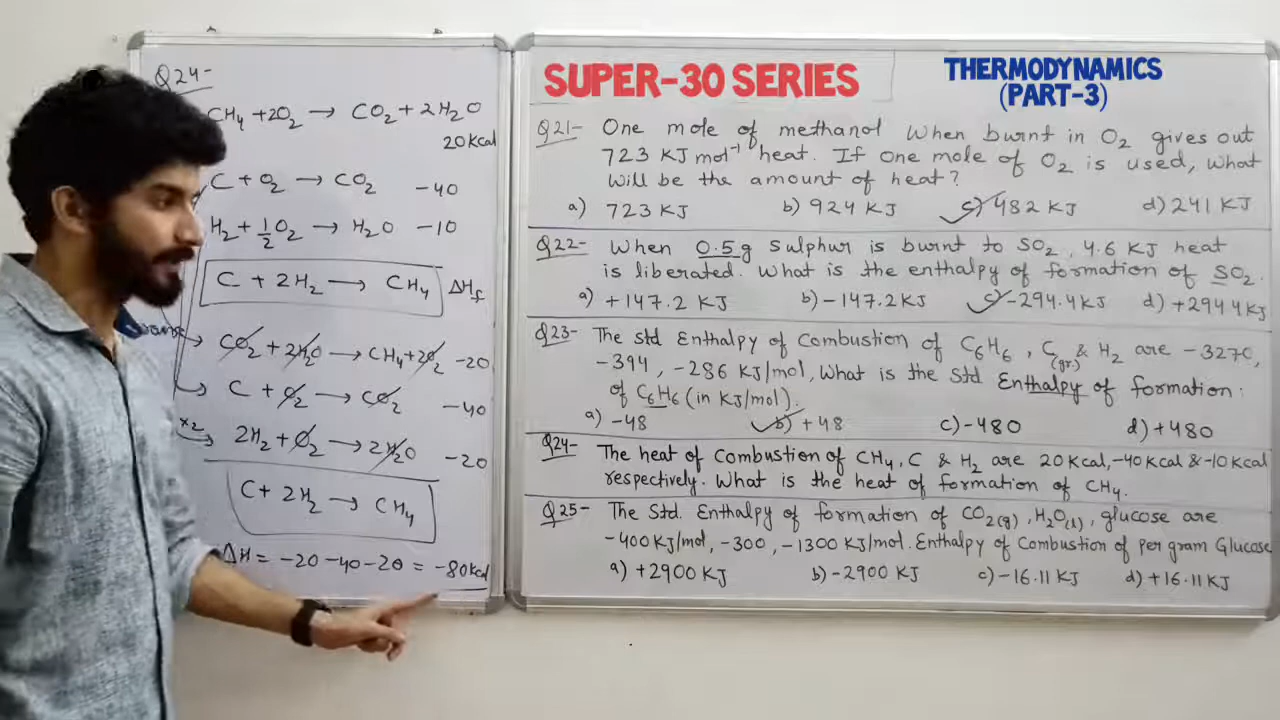 Q24-
CH₄ + 2O₂ → CO₂ + 2H₂O
20 Kcal
C + O₂ → CO₂ -40
H₂ + 1/2 O₂ → H₂O -10
C + 2H₂ → CH₄ ΔHf
CO₂ + 2H₂O → CH₄ + 2O₂ -20
C + O₂ → CO₂ -40
×2
2H₂ + O₂ → 2H₂O -20
C + 2H₂ → CH₄
ΔH = -20 -40 -20 = -80 Kcal
SUPER-30 SERIES
THERMODYNAMICS
(PART-3)
Q21- One mole of methanol when burnt in O₂ gives out
723 KJ mol⁻¹ heat. If one mole of O₂ is used, what
will be the amount of heat?
a) 723 KJ b) 924 KJ c) 482 KJ d) 241 KJ
Q22- When 0.5g Sulphur is burnt to SO₂, 4.6 KJ heat
is liberated. What is the enthalpy of formation of SO₂.
a) +147.2 KJ b) -147.2 KJ c) -294.4 KJ d) +294.4 KJ
Q23- The std Enthalpy of Combustion of C₆H₆, C(gr.) & H₂ are -3270,
-394, -286 KJ/mol, What is the Std Enthalpy of formation:
of C₆H₆ (in KJ/mol).
a) -48 b) +48 c) -480 d) +480
Q24- The heat of Combustion of CH₄, C & H₂ are 20 Kcal, -40 Kcal & -10 Kcal
respectively. What is the heat of formation of CH₄.
Q25- The Std. Enthalpy of formation of CO₂(g), H₂O(l), glucose are
-400 KJ/mol, -300, -1300 KJ/mol. Enthalpy of Combustion of per gram Glucose
a) +2900 KJ b) -2900 KJ c) -16.11 KJ d) +16.11 KJ